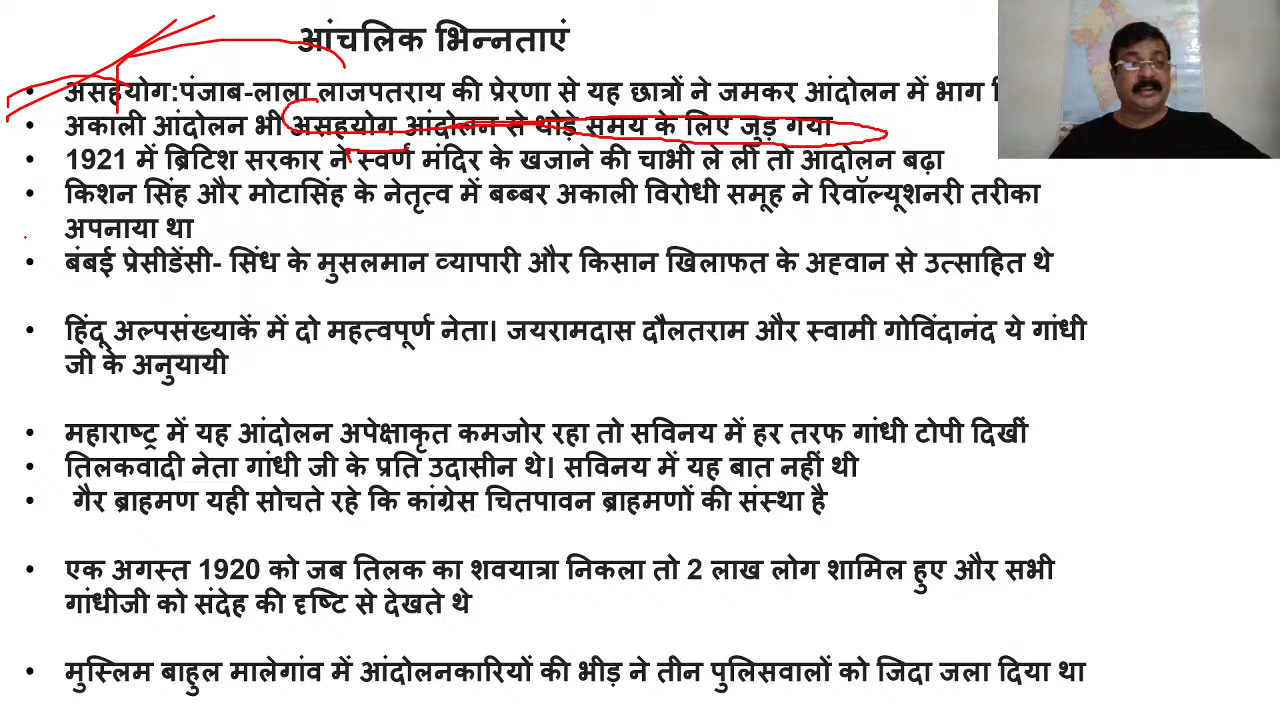 आंचलिक भिन्नताएं
• असहयोग:पंजाब-लाला लाजपतराय की प्रेरणा से यह छात्रों ने जमकर आंदोलन में भाग
• अकाली आंदोलन भी असहयोग आंदोलन से थोड़े समय के लिए जुड़ गया
• 1921 में ब्रिटिश सरकार ने स्वर्ण मंदिर के खजाने की चाभी ले ली तो आंदोलन बढ़ा
• किशन सिंह और मोटासिंह के नेतृत्व में बब्बर अकाली विरोधी समूह ने रिवॉल्यूशनरी तरीका
अपनाया था
• बंबई प्रेसीडेंसी- सिंध के मुसलमान व्यापारी और किसान खिलाफत के अह्वान से उत्साहित थे
• हिंदू अल्पसंख्याकें में दो महत्वपूर्ण नेता। जयरामदास दौलतराम और स्वामी गोविंदानंद ये गांधी
जी के अनुयायी
• महाराष्ट्र में यह आंदोलन अपेक्षाकृत कमजोर रहा तो सविनय में हर तरफ गांधी टोपी दिखीं
• तिलकवादी नेता गांधी जी के प्रति उदासीन थे। सविनय में यह बात नहीं थी
• गैर ब्राहमण यही सोचते रहे कि कांग्रेस चितपावन ब्राहमणों की संस्था है
• एक अगस्त 1920 को जब तिलक का शवयात्रा निकला तो 2 लाख लोग शामिल हुए और सभी
गांधीजी को संदेह की दृष्टि से देखते थे
• मुस्लिम बाहुल मालेगांव में आंदोलनकारियों की भीड़ ने तीन पुलिसवालों को जिदा जला दिया था